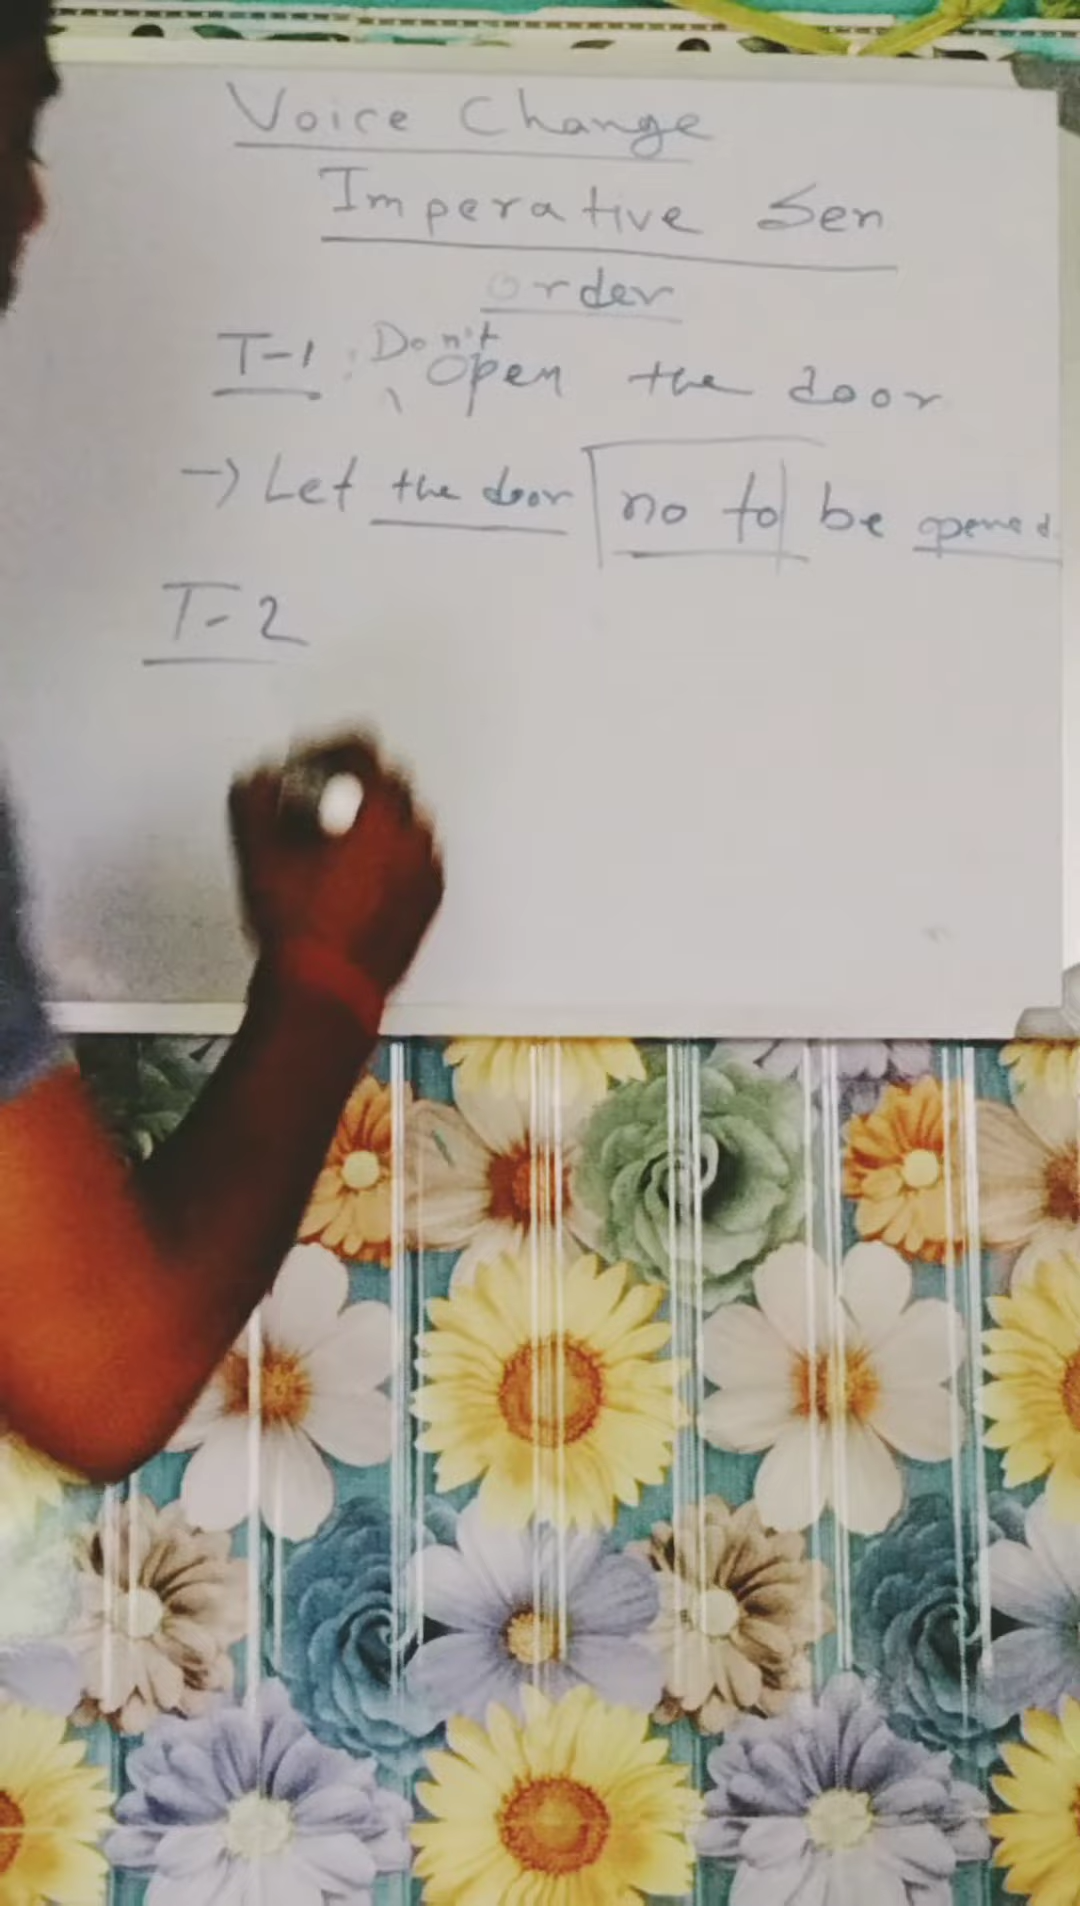 Voice Change
Imperative Sen
order
T-1 : Don't open the door
→ Let the door no to be opened
T-2